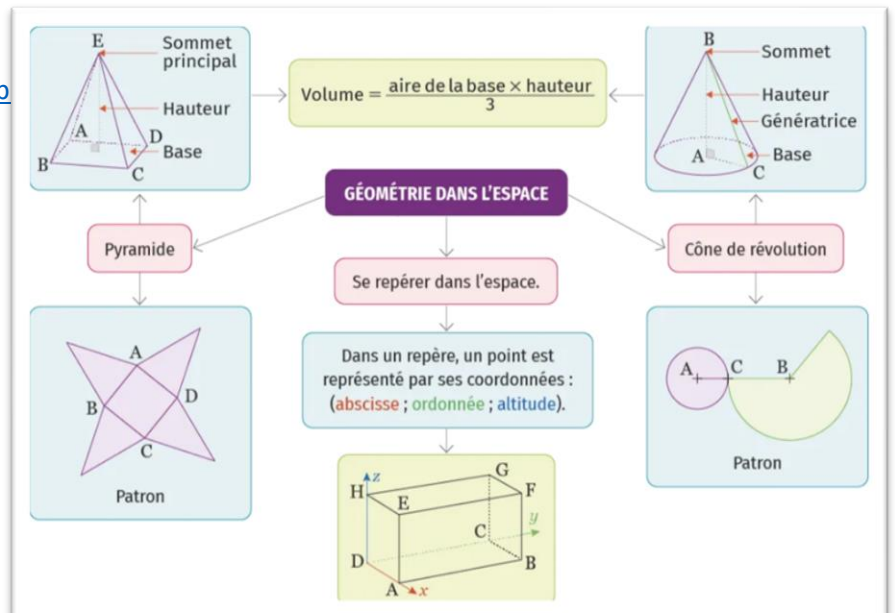 p
E
Sommet
principal
Hauteur
A
D
Base
B
C
Volume = aire de la base × hauteur
3
B
Sommet
Hauteur
Génératrice
A
Base
C
GÉOMÉTRIE DANS L'ESPACE
Pyramide
Se repérer dans l'espace.
Cône de révolution
A
B
D
C
Patron
Dans un repère, un point est
représenté par ses coordonnées :
(abscisse ; ordonnée ; altitude).
A
C
B
Patron
z
G
H
E
F
y
C
D
B
A
x